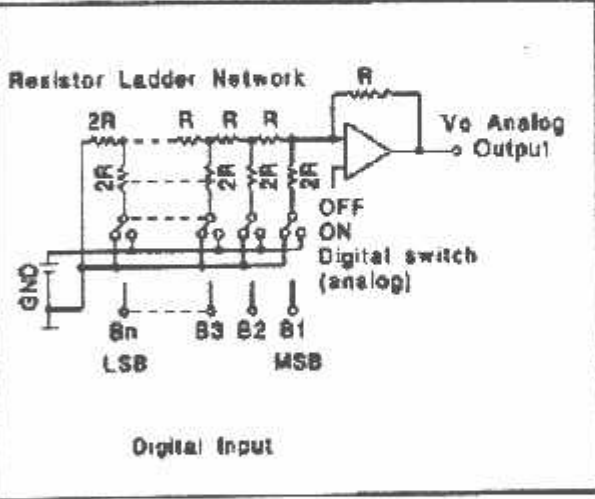 Resistor Ladder Network
R
2R R R R
Vo Analog
Output
2R 2R 2R 2R
OFF
ON
Digital switch
(analog)
GND
Bn B3 B2 B1
LSB MSB
Digital Input